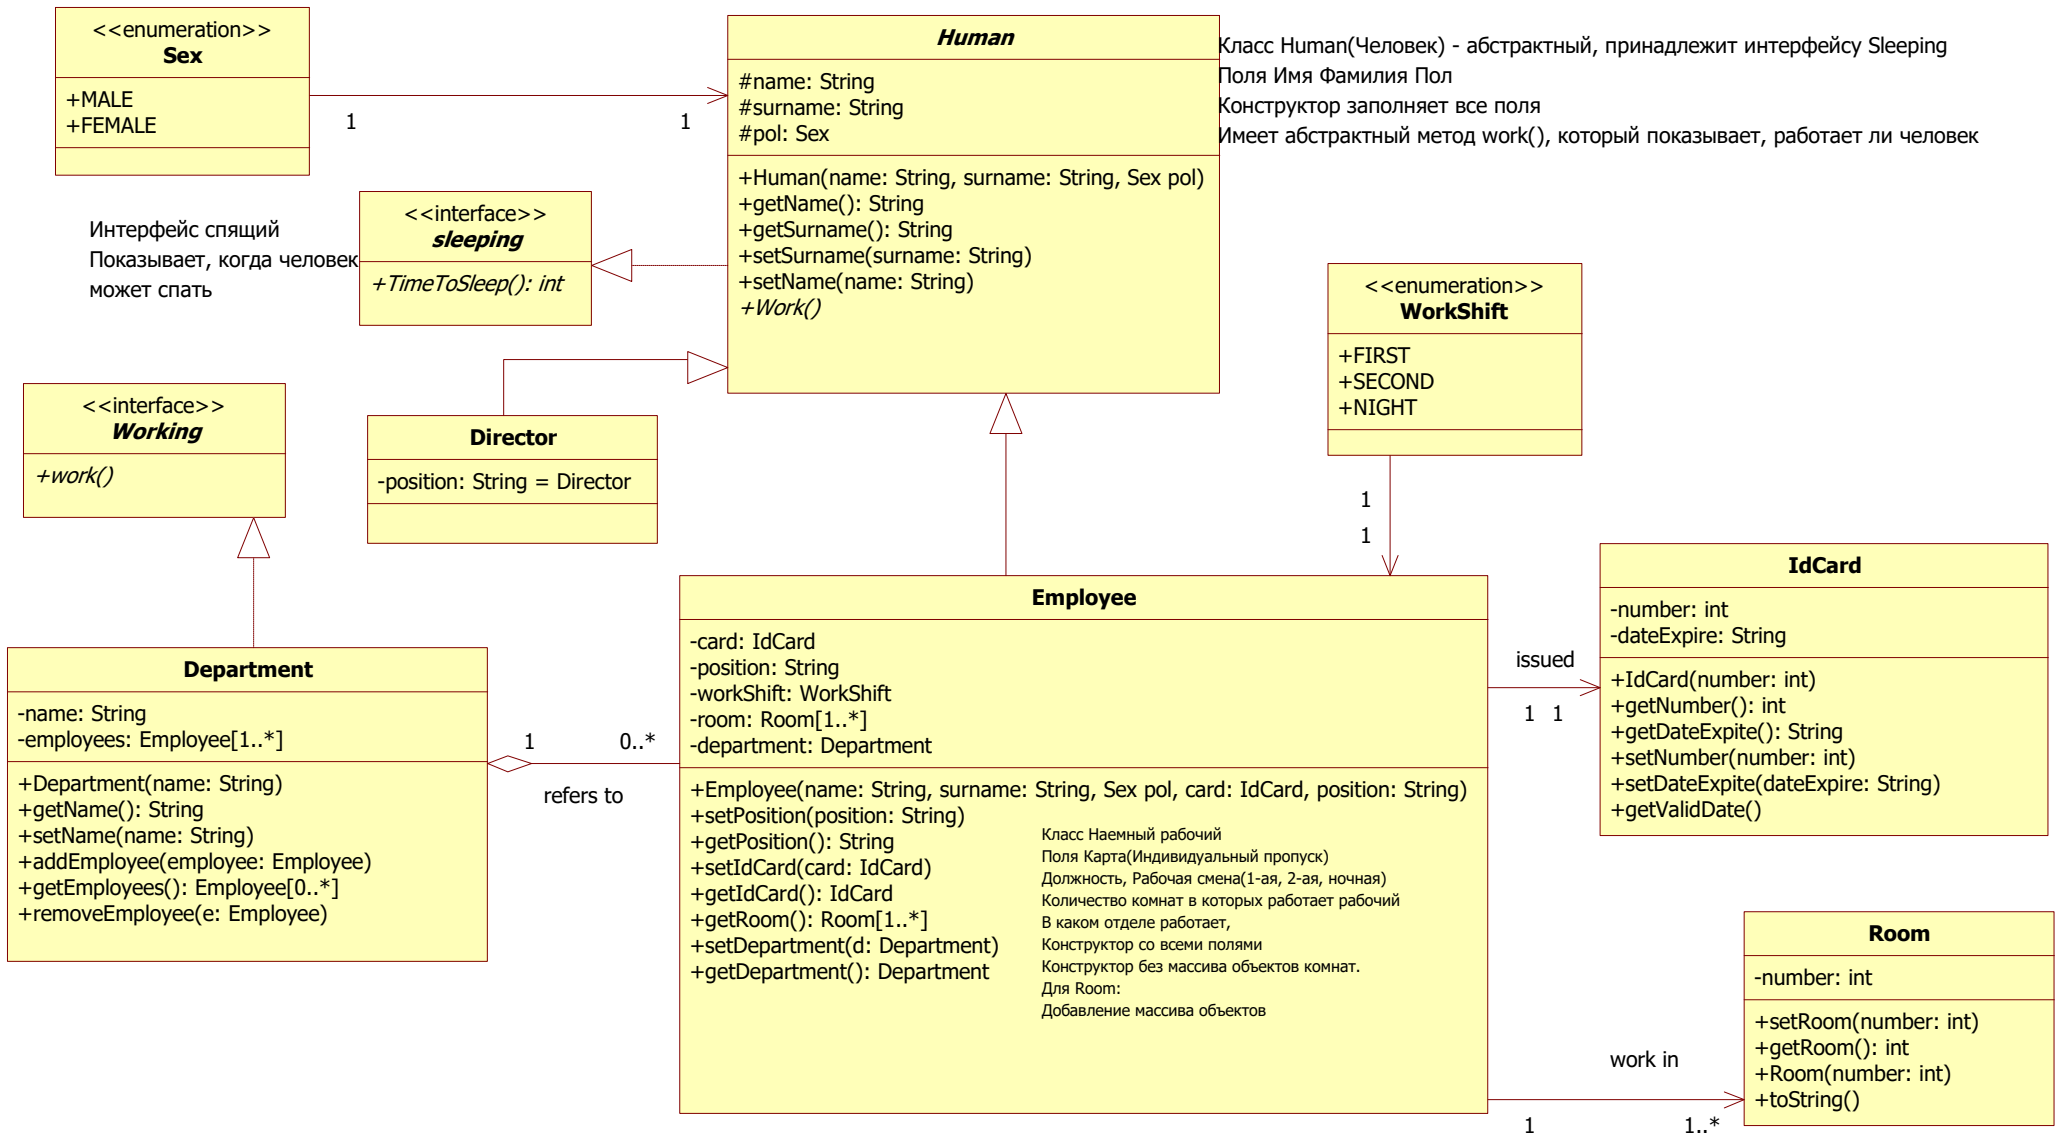 <<enumeration>>
Sex
+MALE
+FEMALE
1
1
Human
#name: String
#surname: String
#pol: Sex
+Human(name: String, surname: String, Sex pol)
+getName(): String
+getSurname(): String
+setSurname(surname: String)
+setName(name: String)
+Work()
Класс Human(Человек) - абстрактный, принадлежит интерфейсу Sleeping
Поля Имя Фамилия Пол
Конструктор заполняет все поля
Имеет абстрактный метод work(), который показывает, работает ли человек
Интерфейс спящий
Показывает, когда человек
может спать
<<interface>>
sleeping
+TimeToSleep(): int
<<enumeration>>
WorkShift
+FIRST
+SECOND
+NIGHT
1
1
<<interface>>
Working
+work()
Director
-position: String = Director
Department
-name: String
-employees: Employee[1..*]
+Department(name: String)
+getName(): String
+setName(name: String)
+addEmployee(employee: Employee)
+getEmployees(): Employee[0..*]
+removeEmployee(e: Employee)
1
0..*
refers to
Employee
-card: IdCard
-position: String
-workShift: WorkShift
-room: Room[1..*]
-department: Department
+Employee(name: String, surname: String, Sex pol, card: IdCard, position: String)
+setPosition(position: String)
+getPosition(): String
+setIdCard(card: IdCard)
+getIdCard(): IdCard
+getRoom(): Room[1..*]
+setDepartment(d: Department)
+getDepartment(): Department
Класс Наемный рабочий
Поля Карта(Индивидуальный пропуск)
Должность, Рабочая смена(1-ая, 2-ая, ночная)
Количество комнат в которых работает рабочий
В каком отделе работает,
Конструктор со всеми полями
Конструктор без массива объектов комнат.
Для Room:
Добавление массива объектов
issued
1
1
IdCard
-number: int
-dateExpire: String
+IdCard(number: int)
+getNumber(): int
+getDateExpite(): String
+setNumber(number: int)
+setDateExpite(dateExpire: String)
+getValidDate()
work in
1
1..*
Room
-number: int
+setRoom(number: int)
+getRoom(): int
+Room(number: int)
+toString()